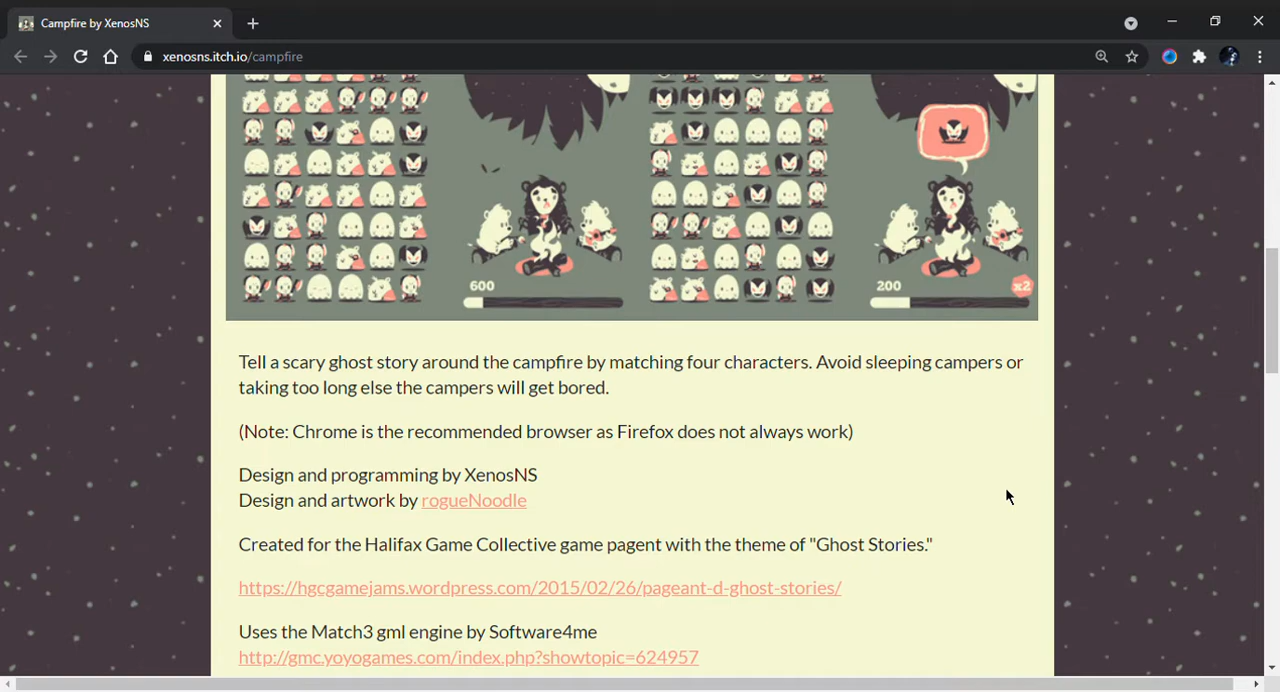 Campfire by XenosNS
xenosns.itch.io/campfire
600
200
x2
Tell a scary ghost story around the campfire by matching four characters. Avoid sleeping campers or
taking too long else the campers will get bored.
(Note: Chrome is the recommended browser as Firefox does not always work)
Design and programming by XenosNS
Design and artwork by rogueNoodle
Created for the Halifax Game Collective game pagent with the theme of "Ghost Stories."
https://hgcgamejams.wordpress.com/2015/02/26/pageant-d-ghost-stories/
Uses the Match3 gml engine by Software4me
http://gmc.yoyogames.com/index.php?showtopic=624957